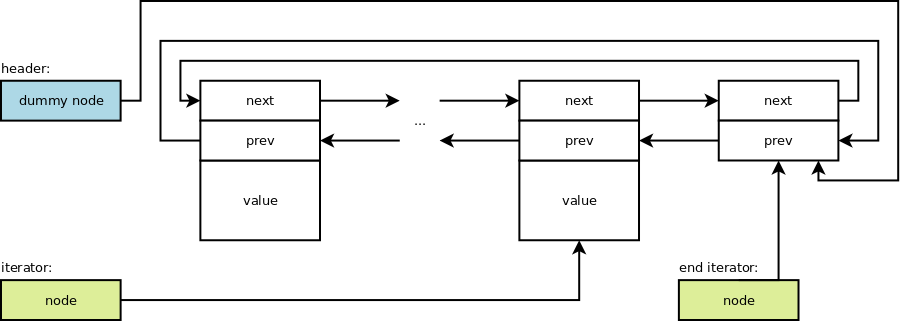 header:
dummy node
next
next
next
...
prev
prev
prev
value
value
iterator:
end iterator:
node
node